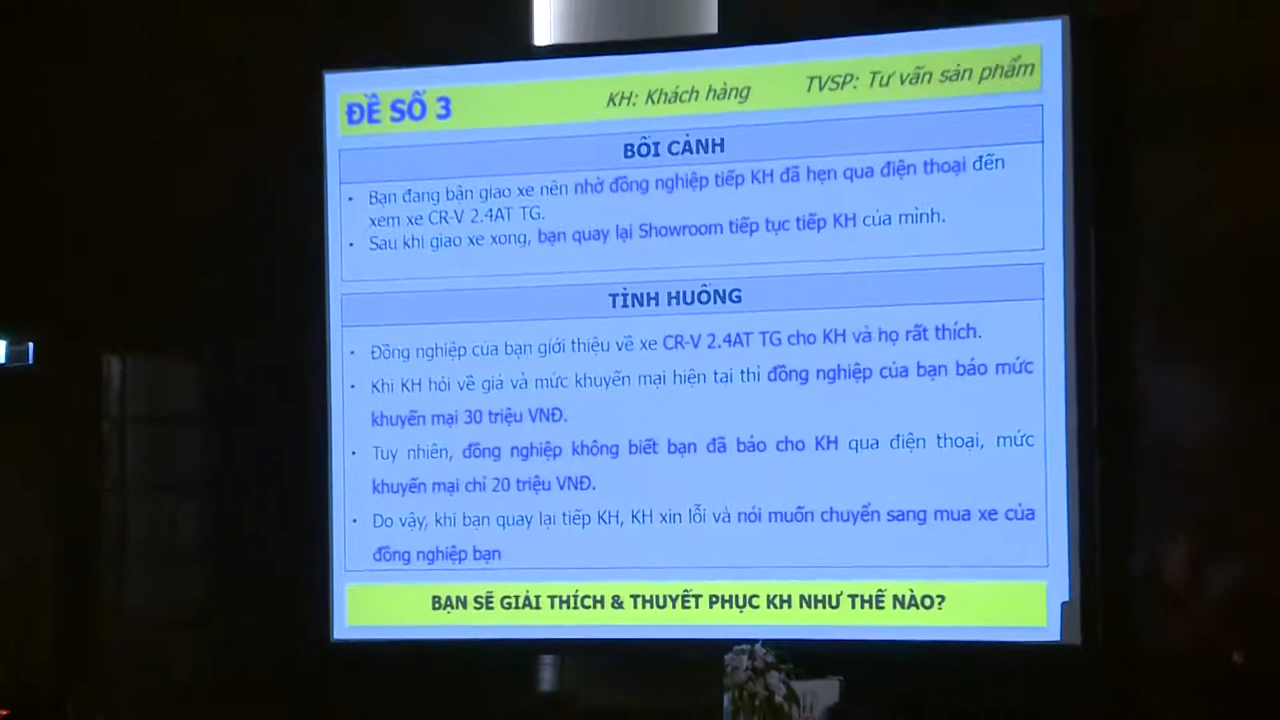 ĐỀ SỐ 3 KH: Khách hàng TVSP: Tư vấn sản phẩm
BỐI CẢNH
• Bạn đang bận giao xe nên nhờ đồng nghiệp tiếp KH đã hẹn qua điện thoại đến
xem xe CR-V 2.4AT TG.
• Sau khi giao xe xong, bạn quay lại Showroom tiếp tục tiếp KH của mình.
TÌNH HUỐNG
• Đồng nghiệp của bạn giới thiệu về xe CR-V 2.4AT TG cho KH và họ rất thích.
• Khi KH hỏi về giá và mức khuyến mại hiện tại thì đồng nghiệp của bạn báo mức
khuyến mại 30 triệu VNĐ.
• Tuy nhiên, đồng nghiệp không biết bạn đã báo cho KH qua điện thoại, mức
khuyến mại chỉ 20 triệu VNĐ.
• Do vậy, khi bạn quay lại tiếp KH, KH xin lỗi và nói muốn chuyển sang mua xe của
đồng nghiệp bạn
BẠN SẼ GIẢI THÍCH & THUYẾT PHỤC KH NHƯ THẾ NÀO?